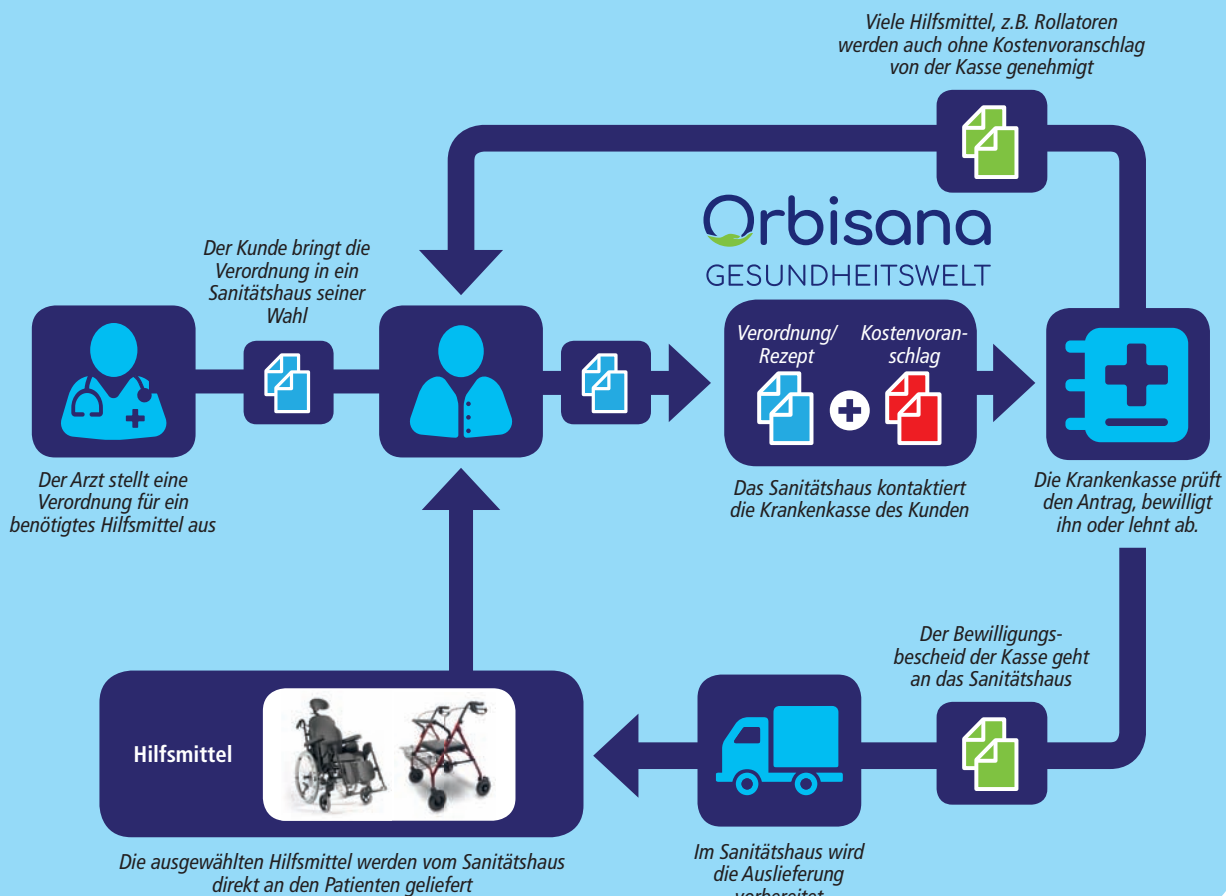 Viele Hilfsmittel, z.B. Rollatoren
werden auch ohne Kostenvoranschlag
von der Kasse genehmigt
Orbisana
GESUNDHEITSWELT
Der Kunde bringt die
Verordnung in ein
Sanitätshaus seiner
Wahl
Verordnung/
Rezept
Kostenvoran-
schlag
Der Arzt stellt eine
Verordnung für ein
benötigtes Hilfsmittel aus
Das Sanitätshaus kontaktiert
die Krankenkasse des Kunden
Die Krankenkasse prüft
den Antrag, bewilligt
ihn oder lehnt ab.
Der Bewilligungs-
bescheid der Kasse geht
an das Sanitätshaus
Hilfsmittel
Die ausgewählten Hilfsmittel werden vom Sanitätshaus
direkt an den Patienten geliefert
Im Sanitätshaus wird
die Auslieferung
vorbereitet